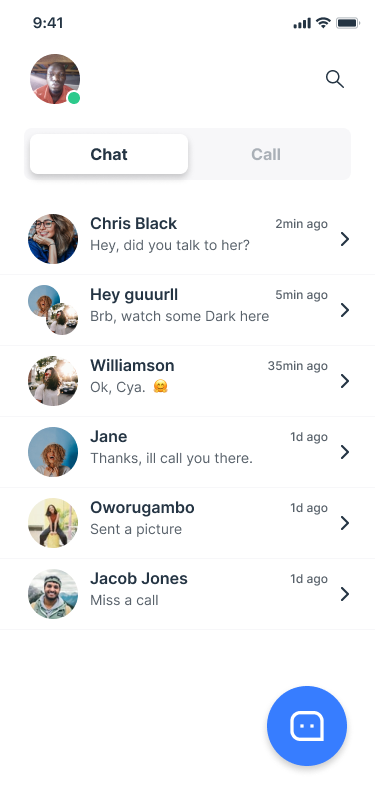 9:41
Chat
Call
Chris Black
2min ago
Hey, did you talk to her?
Hey guuurll
5min ago
Brb, watch some Dark here
Williamson
35min ago
Ok, Cya. 🤗
Jane
1d ago
Thanks, ill call you there.
Oworugambo
1d ago
Sent a picture
Jacob Jones
1d ago
Miss a call